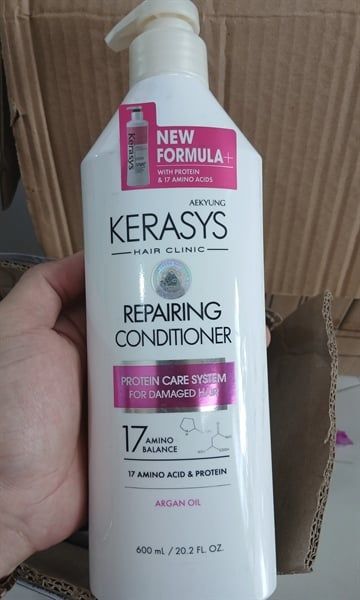 NEW
FORMULA+
WITH PROTEIN
& 17 AMINO ACIDS
Kerasys
AEKYUNG
KERASYS
HAIR CLINIC
REPAIRING
CONDITIONER
PROTEIN CARE SYSTEM
FOR DAMAGED HAIR
17 AMINO
BALANCE
17 AMINO ACID & PROTEIN
ARGAN OIL
600 mL / 20.2 FL. OZ.